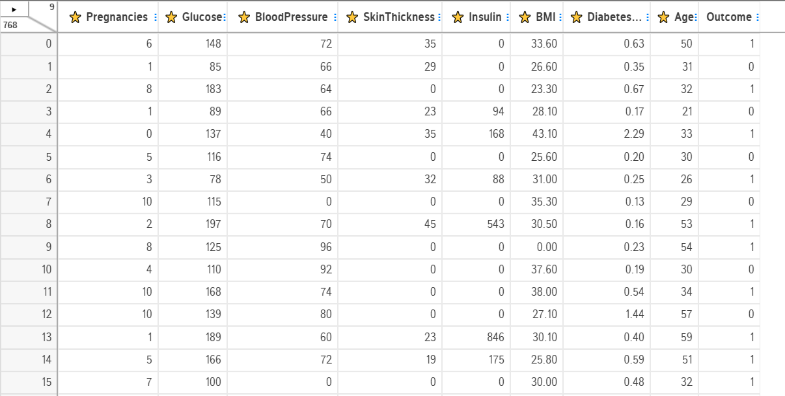 9
768
Pregnancies Glucose BloodPressure SkinThickness Insulin BMI Diabetes... Age Outcome
0 6 148 72 35 0 33.60 0.63 50 1
1 1 85 66 29 0 26.60 0.35 31 0
2 8 183 64 0 0 23.30 0.67 32 1
3 1 89 66 23 94 28.10 0.17 21 0
4 0 137 40 35 168 43.10 2.29 33 1
5 5 116 74 0 0 25.60 0.20 30 0
6 3 78 50 32 88 31.00 0.25 26 1
7 10 115 0 0 0 35.30 0.13 29 0
8 2 197 70 45 543 30.50 0.16 53 1
9 8 125 96 0 0 0.00 0.23 54 1
10 4 110 92 0 0 37.60 0.19 30 0
11 10 168 74 0 0 38.00 0.54 34 1
12 10 139 80 0 0 27.10 1.44 57 0
13 1 189 60 23 846 30.10 0.40 59 1
14 5 166 72 19 175 25.80 0.59 51 1
15 7 100 0 0 0 30.00 0.48 32 1